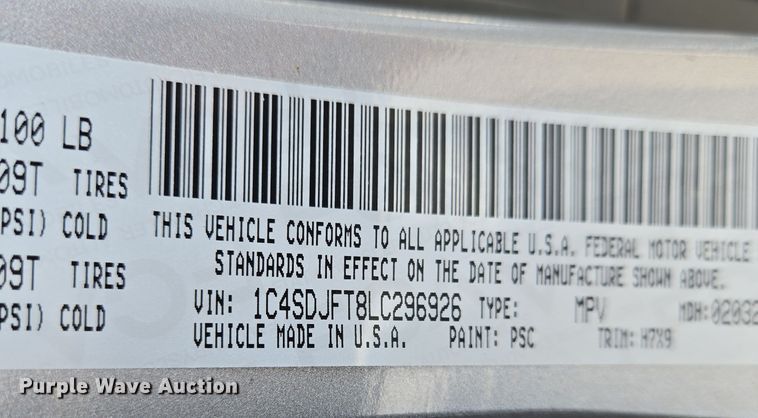 100 LB
09T TIRES
PSI) COLD
09T TIRES
PSI) COLD
THIS VEHICLE CONFORMS TO ALL APPLICABLE U.S.A. FEDERAL MOTOR VEHICLE
STANDARDS IN EFFECT ON THE DATE OF MANUFACTURE SHOWN ABOVE.
VIN: 1C4SDJFT8LC296926 TYPE: MPV MDH: 02032
VEHICLE MADE IN U.S.A. PAINT: PSC TRIM: H7X9
Purple Wave Auction